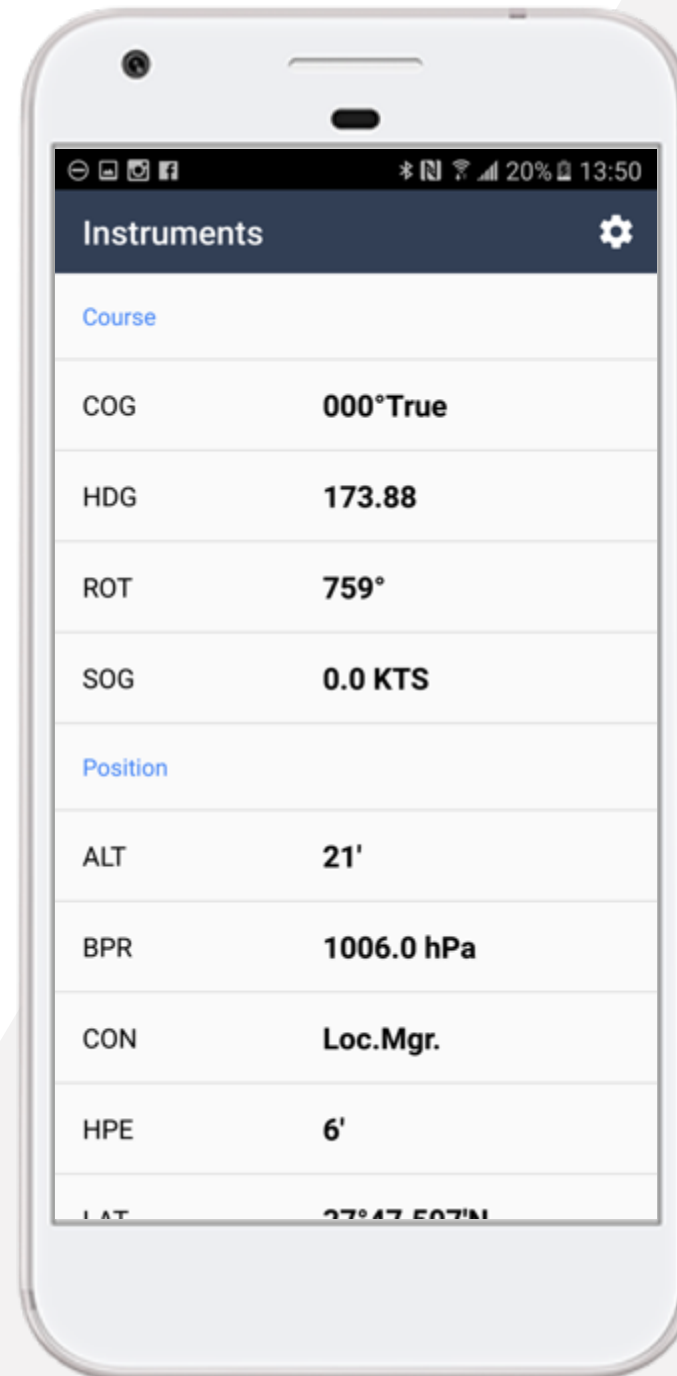 20% 13:50
Instruments
Course
COG 000°True
HDG 173.88
ROT 759°
SOG 0.0 KTS
Position
ALT 21'
BPR 1006.0 hPa
CON Loc.Mgr.
HPE 6'
LAT